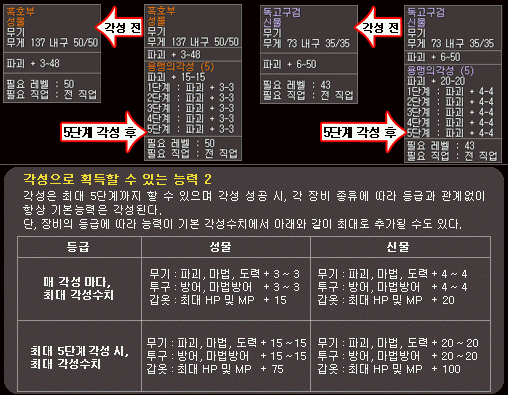 흑호부
성물
무기
무게 137 내구 50/50
파괴 + 3-48
필요 레벨 : 50
필요 직업 : 전 직업
각성 전
흑호부
성물
무기
무게 137 내구 50/50
파괴 + 3-48
용맹의각성 (5)
파괴 + 15-15
1단계 : 파괴 + 3-3
2단계 : 파괴 + 3-3
3단계 : 파괴 + 3-3
4단계 : 파괴 + 3-3
5단계 : 파괴 + 3-3
필요 레벨 : 50
필요 직업 : 전 직업
5단계 각성 후
독고구검
신물
무기
무게 73 내구 35/35
파괴 + 6-50
필요 레벨 : 43
필요 직업 : 전 직업
각성 전
독고구검
신물
무기
무게 73 내구 35/35
파괴 + 6-50
용맹의각성 (5)
파괴 + 20-20
1단계 : 파괴 + 4-4
2단계 : 파괴 + 4-4
3단계 : 파괴 + 4-4
4단계 : 파괴 + 4-4
5단계 : 파괴 + 4-4
필요 레벨 : 43
필요 직업 : 전 직업
5단계 각성 후
각성으로 획득할 수 있는 능력 2
각성은 최대 5단계까지 할 수 있으며 각성 성공 시, 각 장비 종류에 따라 등급과 관계없이
항상 기본능력은 각성된다.
단, 장비의 등급에 따라 능력이 기본 각성수치에서 아래와 같이 최대로 추가될 수도 있다.
등급 성물 신물
매 각성 마다,
최대 각성수치
무기 : 파괴, 마법, 도력 + 3 ~ 3
투구 : 방어, 마법방어 + 3 ~ 3
갑옷 : 최대 HP 및 MP + 15
무기 : 파괴, 마법, 도력 + 4 ~ 4
투구 : 방어, 마법방어 + 4 ~ 4
갑옷 : 최대 HP 및 MP + 20
최대 5단계 각성 시,
최대 각성수치
무기 : 파괴, 마법, 도력 + 15 ~ 15
투구 : 방어, 마법방어 + 15 ~ 15
갑옷 : 최대 HP 및 MP + 75
무기 : 파괴, 마법, 도력 + 20 ~ 20
투구 : 방어, 마법방어 + 20 ~ 20
갑옷 : 최대 HP 및 MP + 100